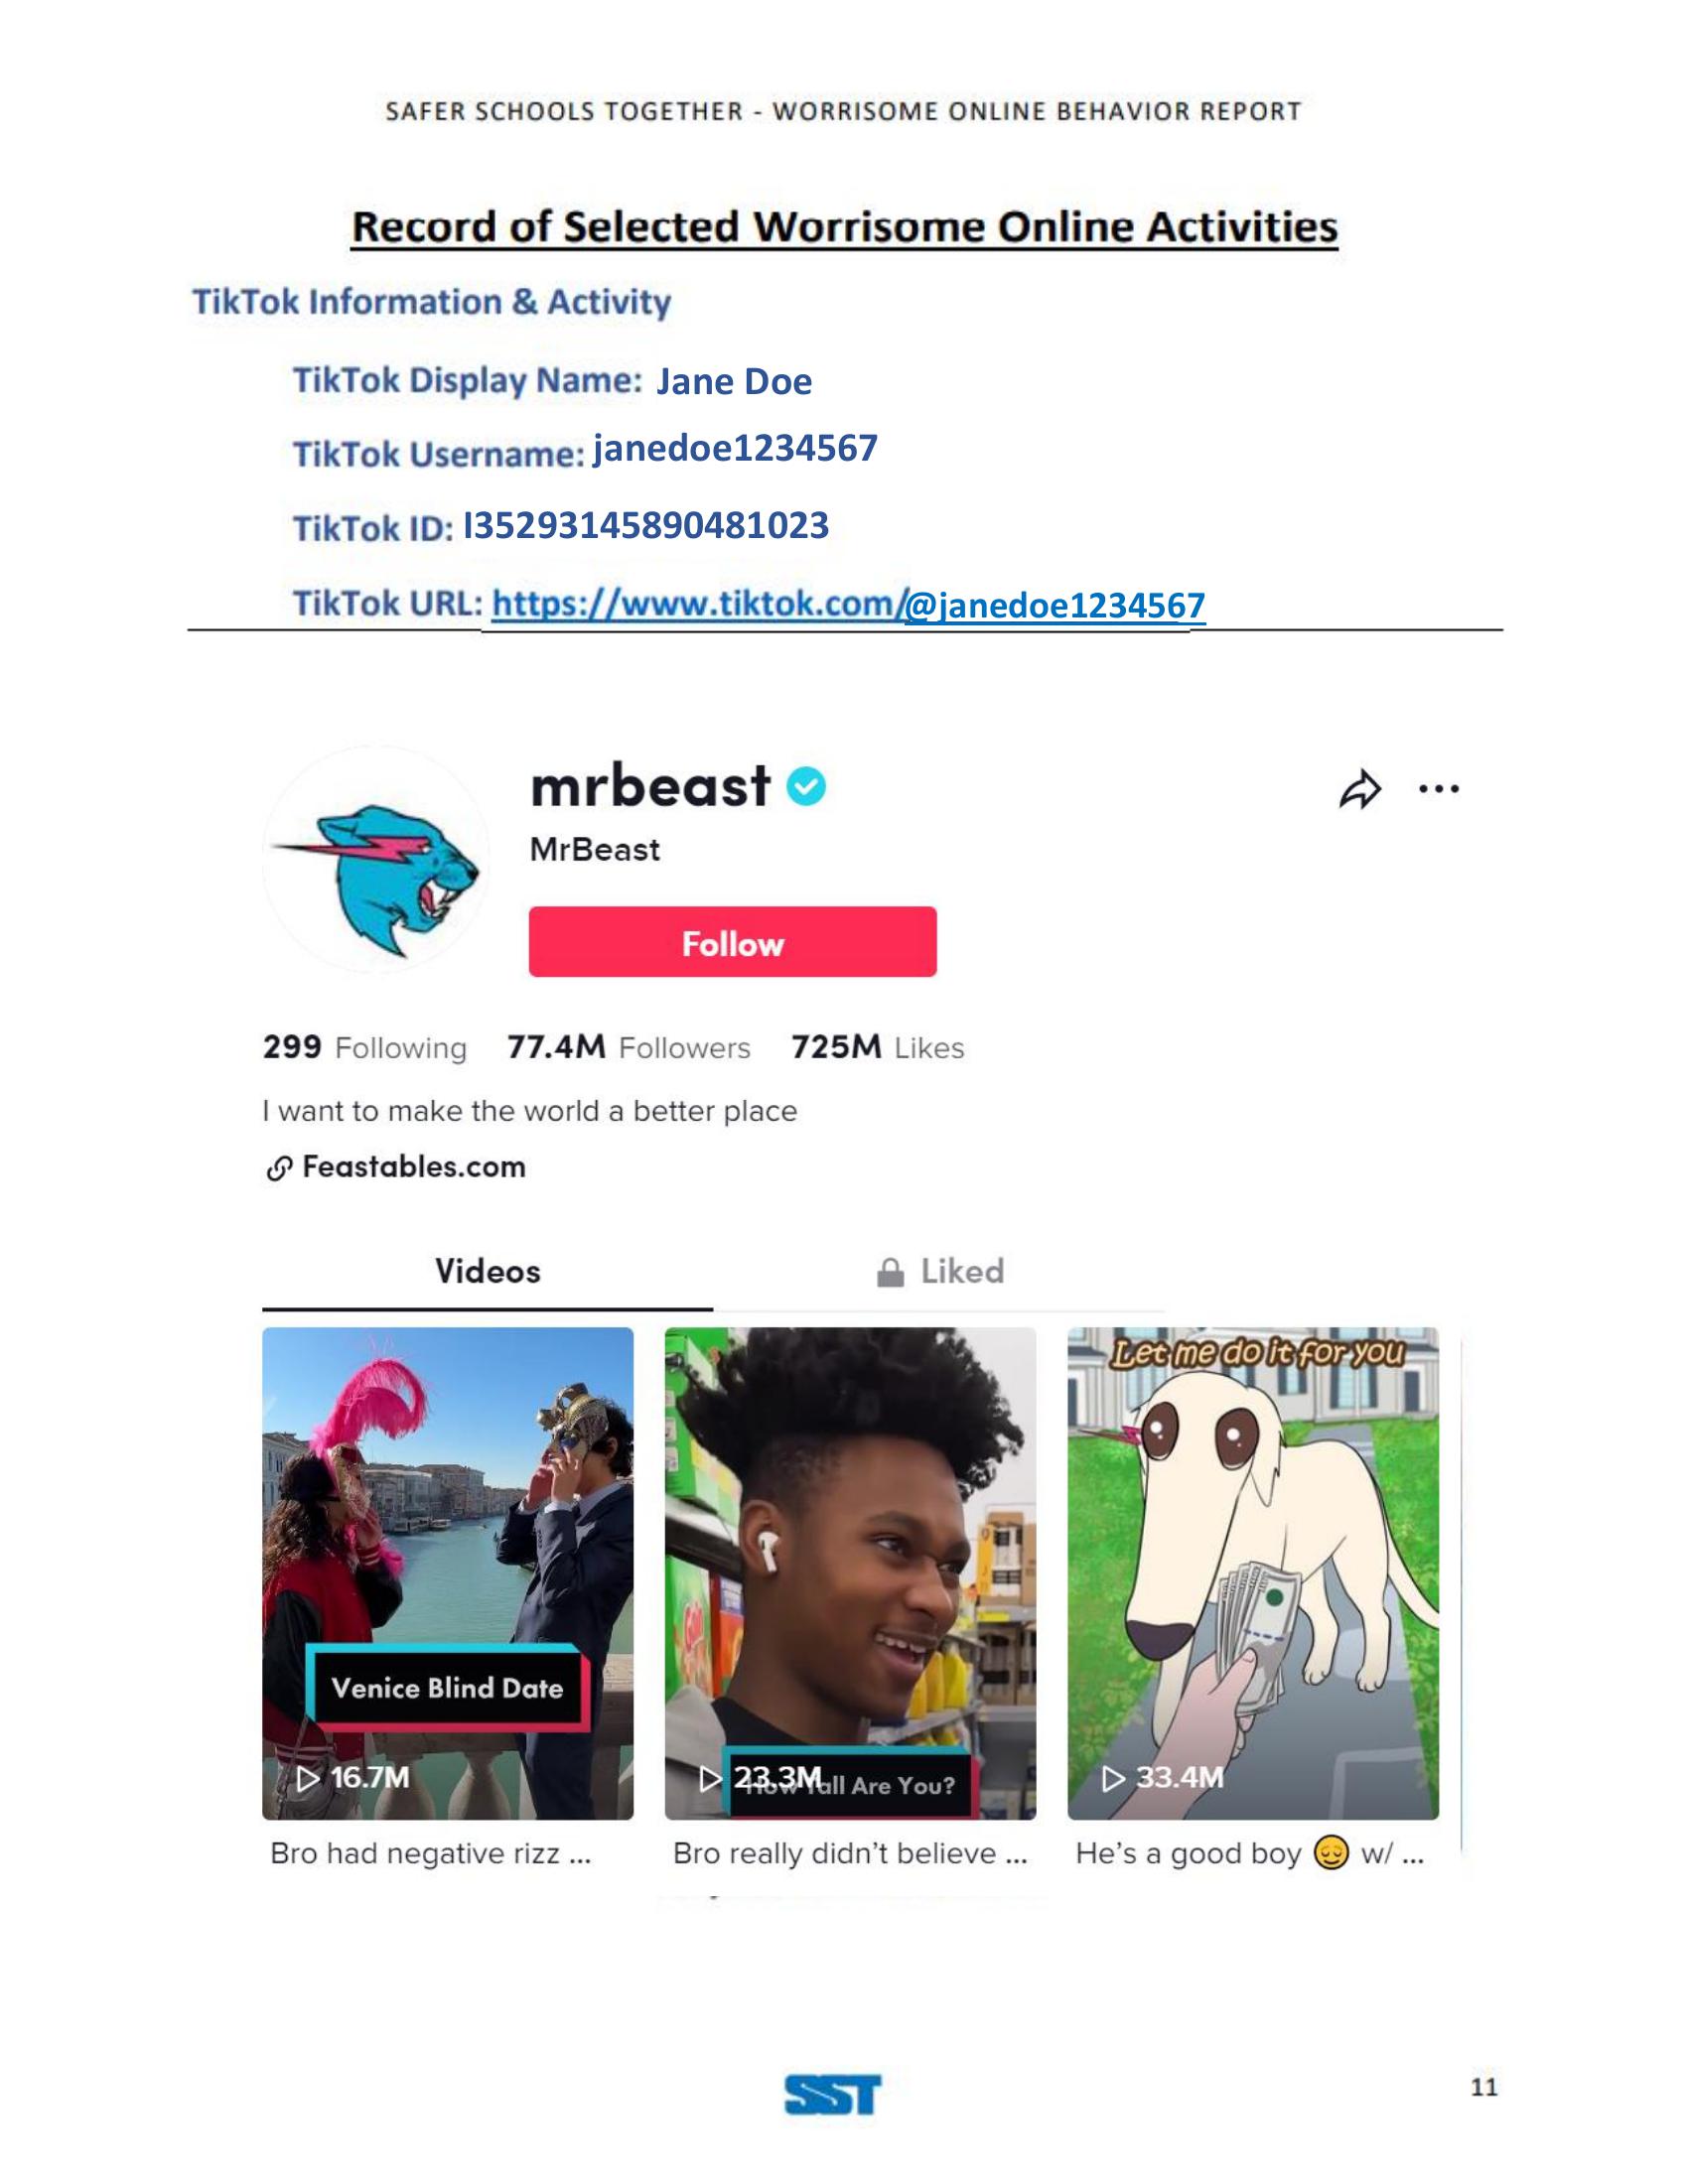 SAFER SCHOOLS TOGETHER - WORRISOME ONLINE BEHAVIOR REPORT
Record of Selected Worrisome Online Activities
TikTok Information & Activity
TikTok Display Name: Jane Doe
TikTok Username: janedoe1234567
TikTok ID: I35293145890481023
TikTok URL: https://www.tiktok.com/@janedoe1234567
mrbeast
MrBeast
Follow
299 Following 77.4M Followers 725M Likes
I want to make the world a better place
Feastables.com
Videos Liked
Let me do it for you
Venice Blind Date
How Tall Are You?
16.7M 23.3M 33.4M
Bro had negative rizz ... Bro really didn't believe ... He's a good boy 😌 w/ ...
SST
11